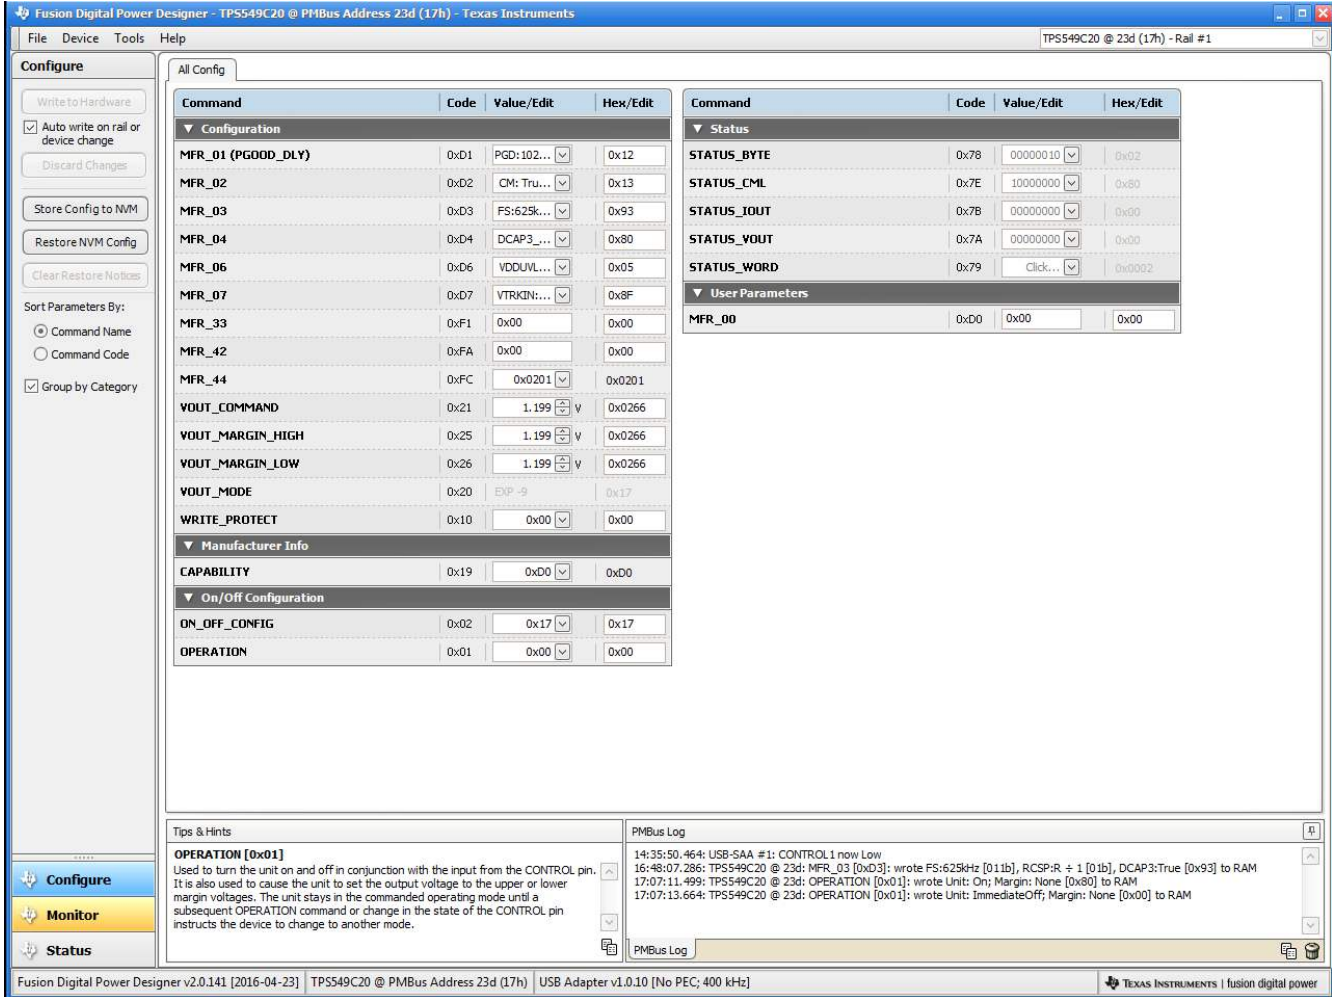 Fusion Digital Power Designer - TPS549C20 @ PMBus Address 23d (17h) - Texas Instruments
File Device Tools Help
TPS549C20 @ 23d (17h) - Rail #1
Configure
Write to Hardware
Auto write on rail or
device change
Discard Changes
Store Config to NVM
Restore NVM Config
Clear Restore Notices
Sort Parameters By:
Command Name
Command Code
Group by Category
All Config
Command Code Value/Edit Hex/Edit
Configuration
MFR_01 (PGOOD_DLY) 0xD1 PGD:102... 0x12
MFR_02 0xD2 CM: Tru... 0x13
MFR_03 0xD3 FS:625k... 0x93
MFR_04 0xD4 DCAP3_... 0x80
MFR_06 0xD6 VDDUVL... 0x05
MFR_07 0xD7 VTRKIN:... 0x8F
MFR_33 0xF1 0x00 0x00
MFR_42 0xFA 0x00 0x00
MFR_44 0xFC 0x0201 0x0201
VOUT_COMMAND 0x21 1.199 V 0x0266
VOUT_MARGIN_HIGH 0x25 1.199 V 0x0266
VOUT_MARGIN_LOW 0x26 1.199 V 0x0266
VOUT_MODE 0x20 EXP -9 0x17
WRITE_PROTECT 0x10 0x00 0x00
Manufacturer Info
CAPABILITY 0x19 0xD0 0xD0
On/Off Configuration
ON_OFF_CONFIG 0x02 0x17 0x17
OPERATION 0x01 0x00 0x00
Command Code Value/Edit Hex/Edit
Status
STATUS_BYTE 0x78 00000010 0x02
STATUS_CML 0x7E 10000000 0x80
STATUS_IOUT 0x7B 00000000 0x00
STATUS_VOUT 0x7A 00000000 0x00
STATUS_WORD 0x79 Click... 0x0002
User Parameters
MFR_00 0xD0 0x00 0x00
Tips & Hints
OPERATION [0x01]
Used to turn the unit on and off in conjunction with the input from the CONTROL pin.
It is also used to cause the unit to set the output voltage to the upper or lower
margin voltages. The unit stays in the commanded operating mode until a
subsequent OPERATION command or change in the state of the CONTROL pin
instructs the device to change to another mode.
PMBus Log
14:35:50.464: USB-SAA #1: CONTROL1 now Low
16:48:07.286: TPS549C20 @ 23d: MFR_03 [0xD3]: wrote FS:625kHz [011b], RCSP:R ÷ 1 [01b], DCAP3:True [0x93] to RAM
17:07:11.499: TPS549C20 @ 23d: OPERATION [0x01]: wrote Unit: On; Margin: None [0x80] to RAM
17:07:13.664: TPS549C20 @ 23d: OPERATION [0x01]: wrote Unit: ImmediateOff; Margin: None [0x00] to RAM
PMBus Log
Configure
Monitor
Status
Fusion Digital Power Designer v2.0.141 [2016-04-23] TPS549C20 @ PMBus Address 23d (17h) USB Adapter v1.0.10 [No PEC; 400 kHz] TEXAS INSTRUMENTS | fusion digital power